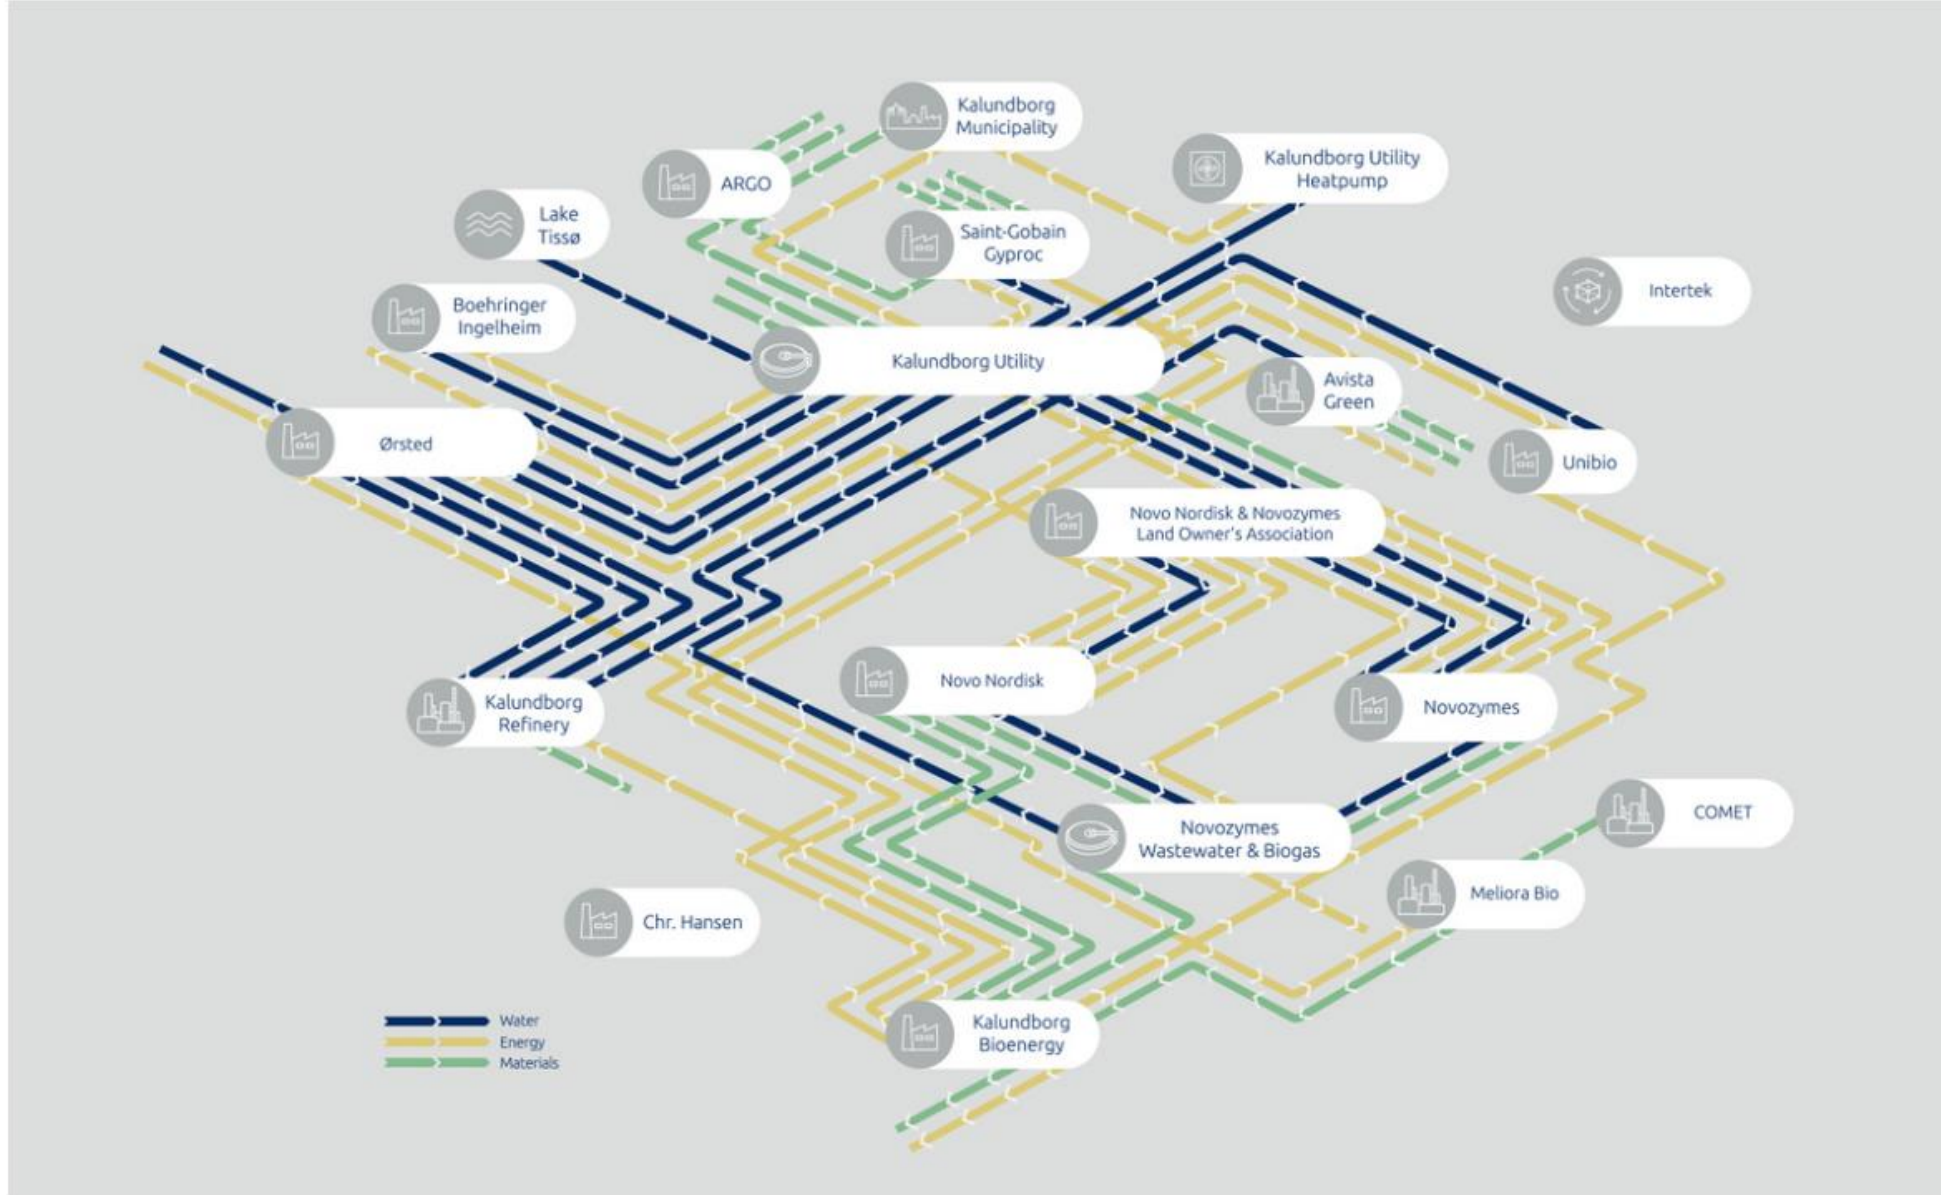 Kalundborg
Municipality
Kalundborg Utility
Heatpump
ARGO
Lake
Tissø
Saint-Gobain
Gyproc
Intertek
Boehringer
Ingelheim
Kalundborg Utility
Avista
Green
Ørsted
Unibio
Novo Nordisk & Novozymes
Land Owner's Association
Novo Nordisk
Kalundborg
Refinery
Novozymes
COMET
Novozymes
Wastewater & Biogas
Meliora Bio
Chr. Hansen
Kalundborg
Bioenergy
Water
Energy
Materials